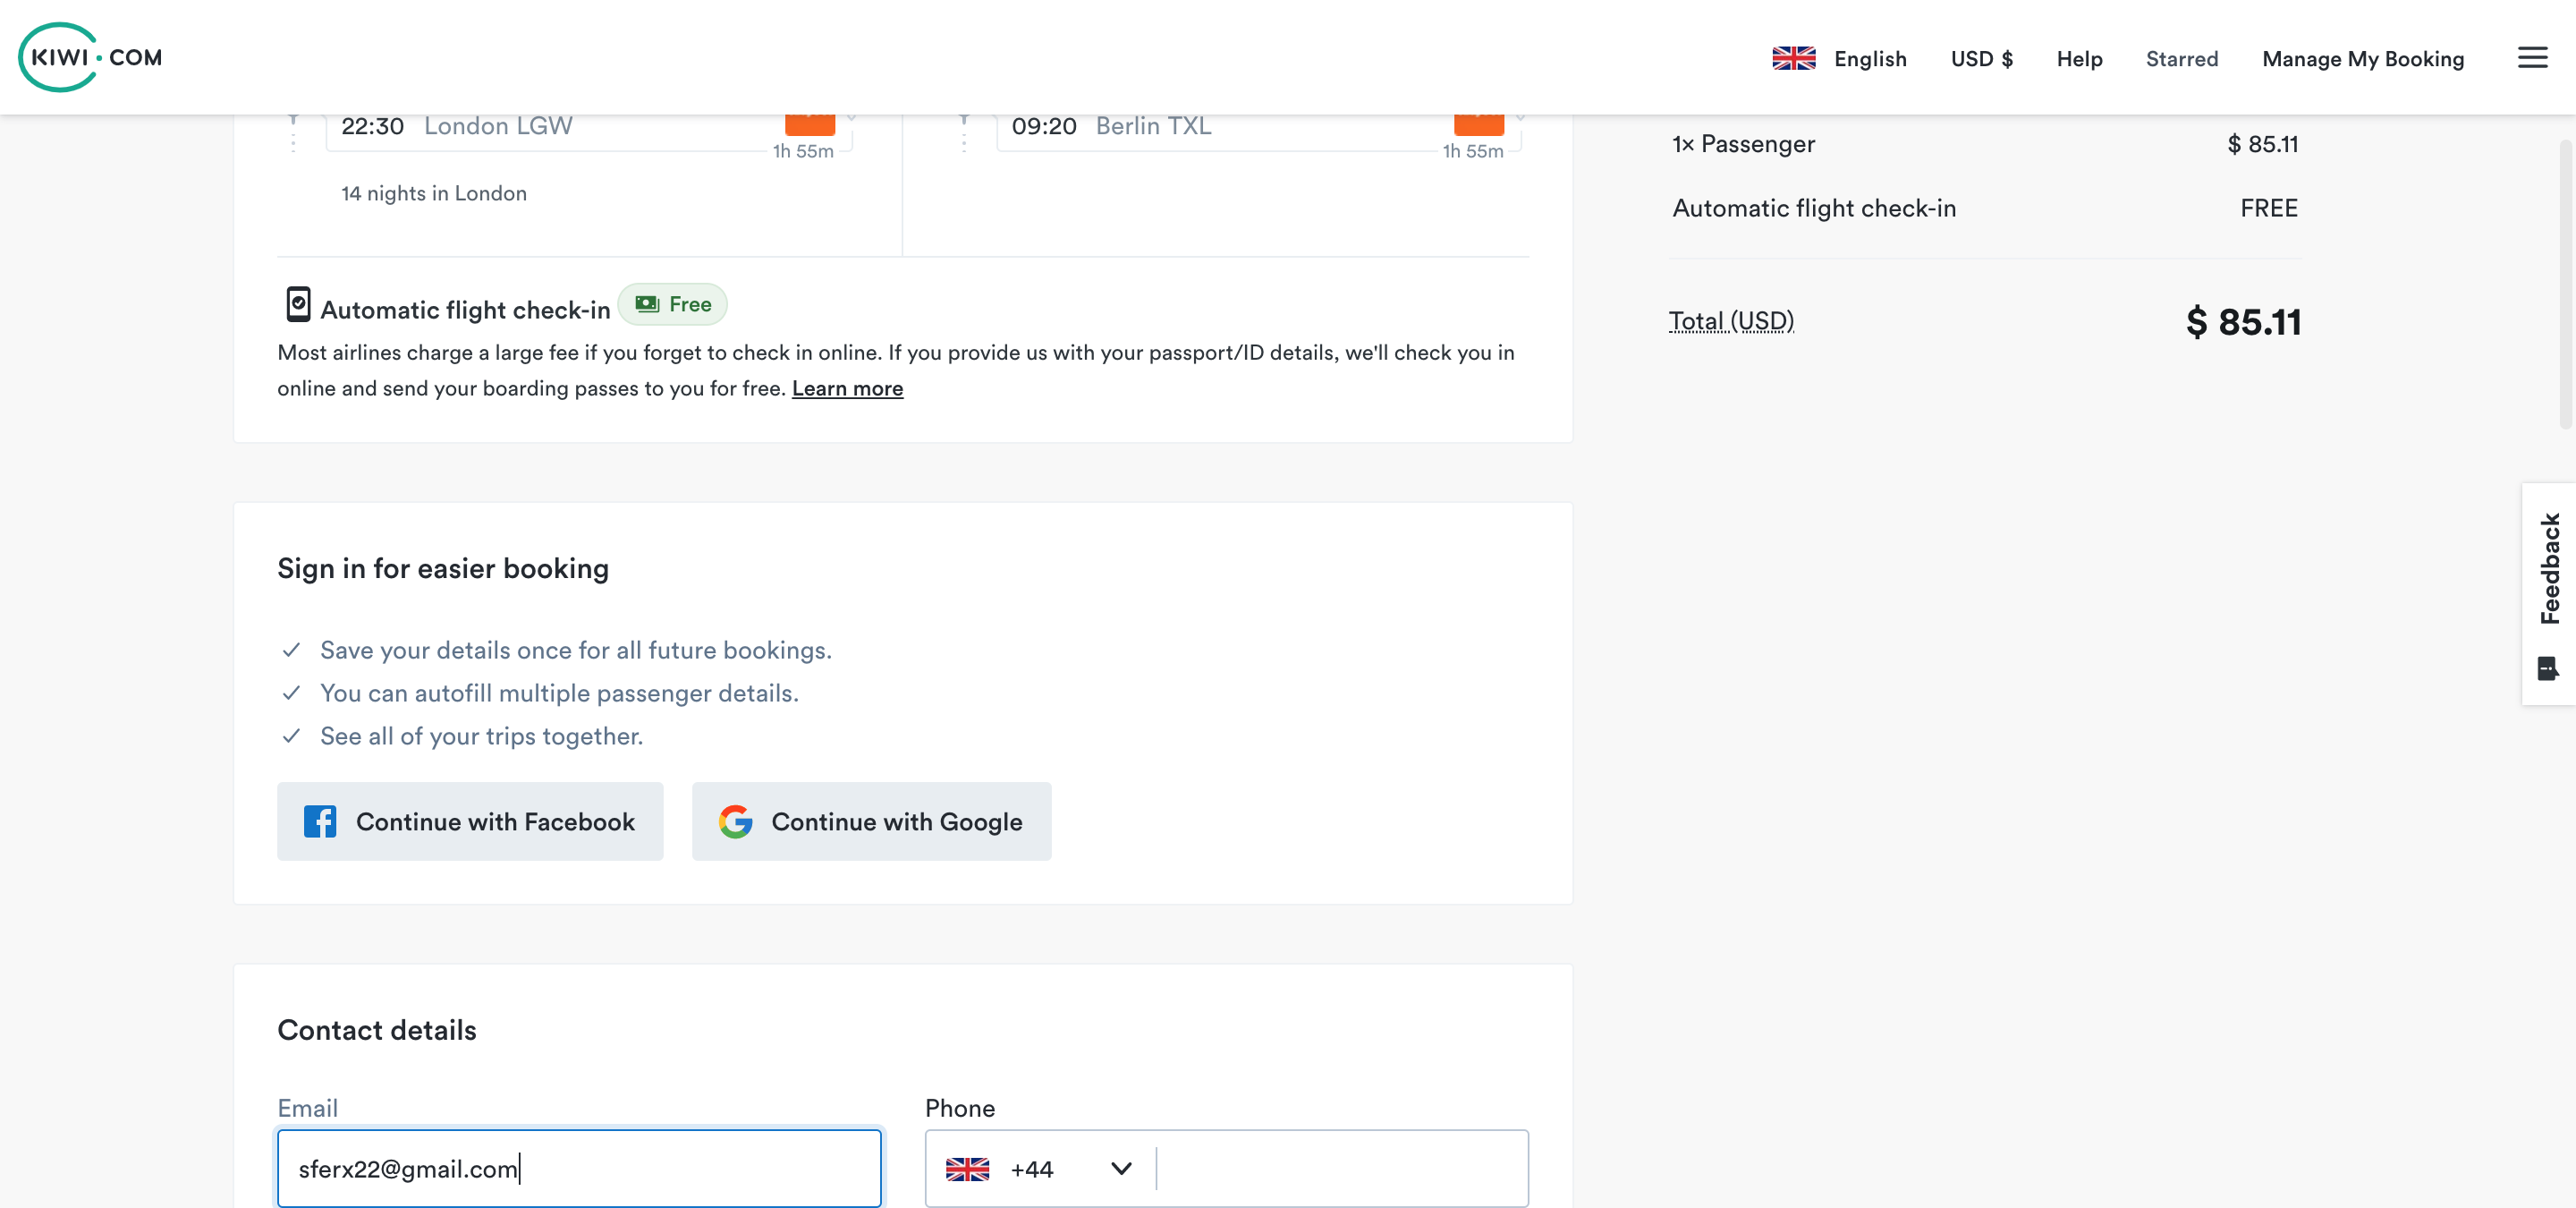 KIWI.COM
English
USD $
Help
Starred
Manage My Booking
22:30 London LGW
1h 55m
14 nights in London
09:20 Berlin TXL
1h 55m
1× Passenger
$ 85.11
Automatic flight check-in
FREE
Total (USD)
$ 85.11
Automatic flight check-in
Free
Most airlines charge a large fee if you forget to check in online. If you provide us with your passport/ID details, we'll check you in
online and send your boarding passes to you for free. Learn more
Sign in for easier booking
Save your details once for all future bookings.
You can autofill multiple passenger details.
See all of your trips together.
Continue with Facebook
Continue with Google
Feedback
Contact details
Email
sferx22@gmail.com
Phone
+44